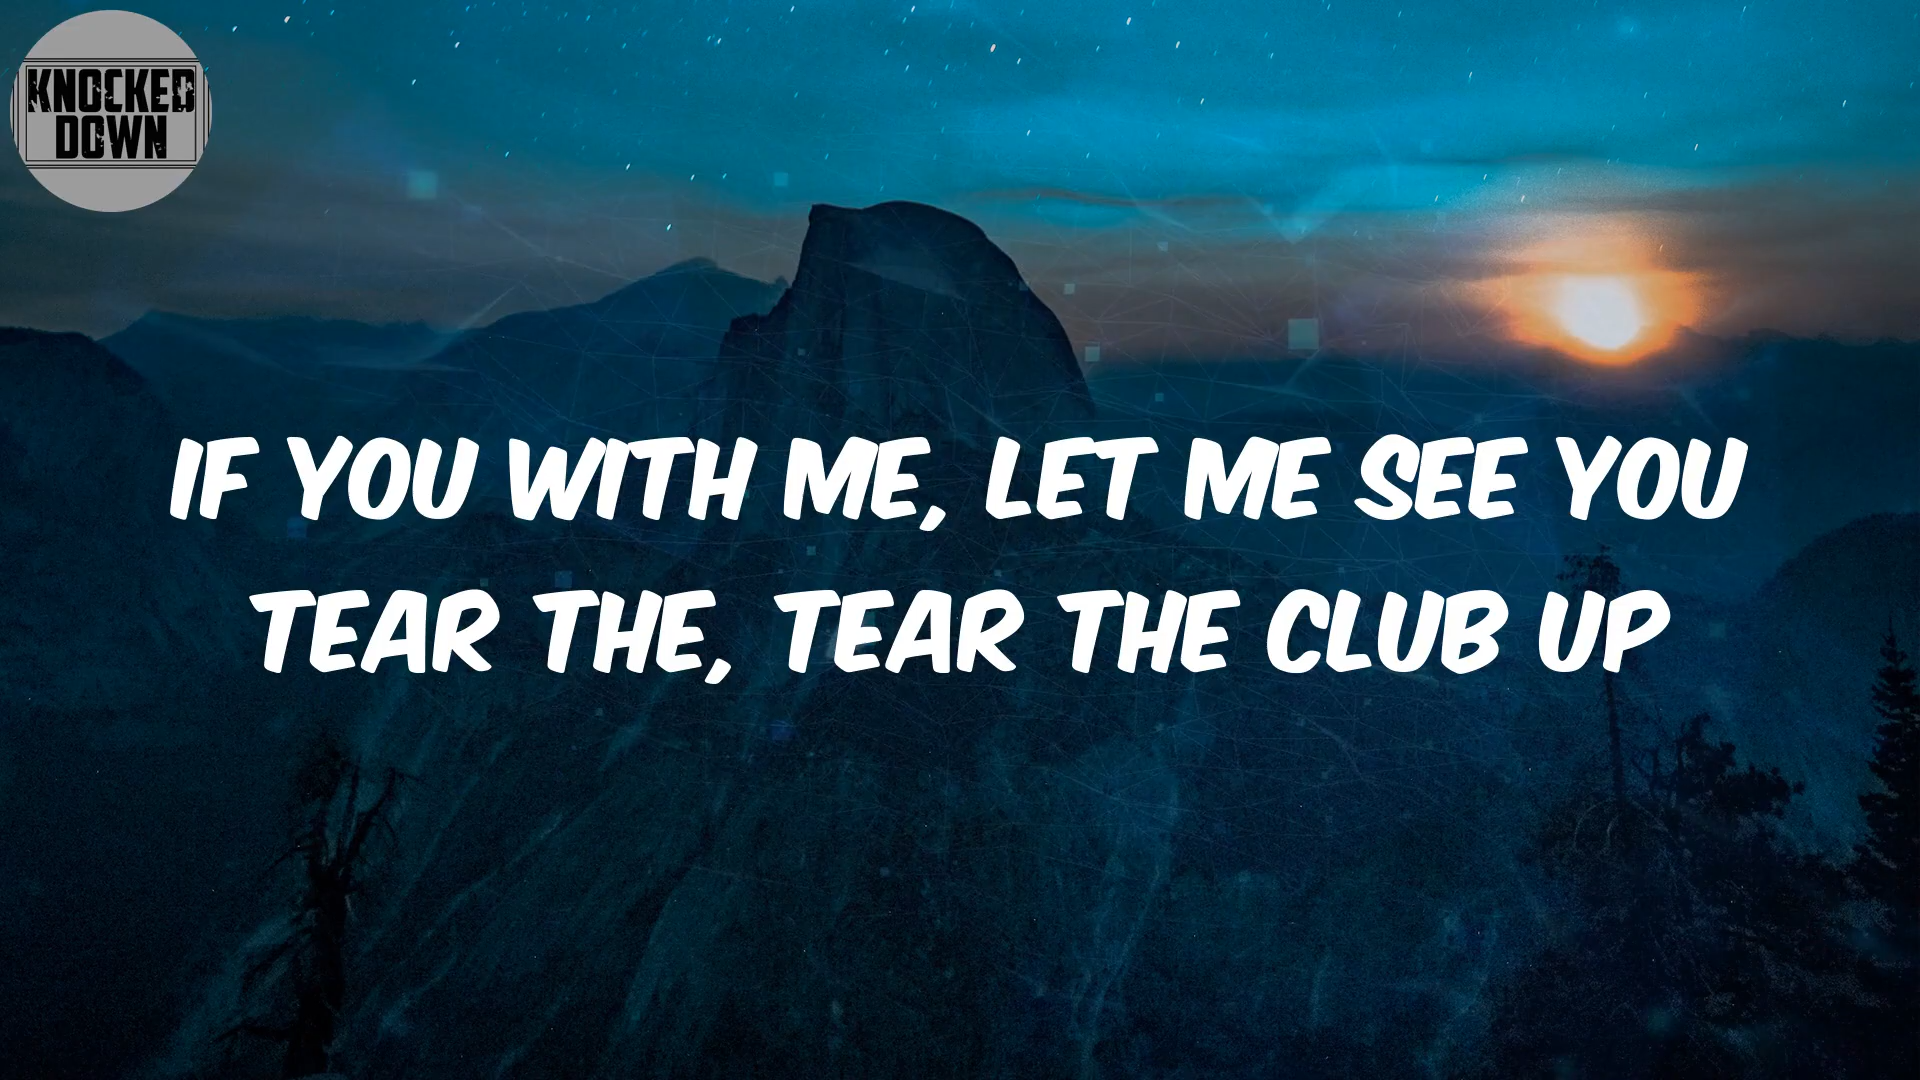 KNOCKED
DOWN
IF YOU WITH ME, LET ME SEE YOU
TEAR THE, TEAR THE CLUB UP